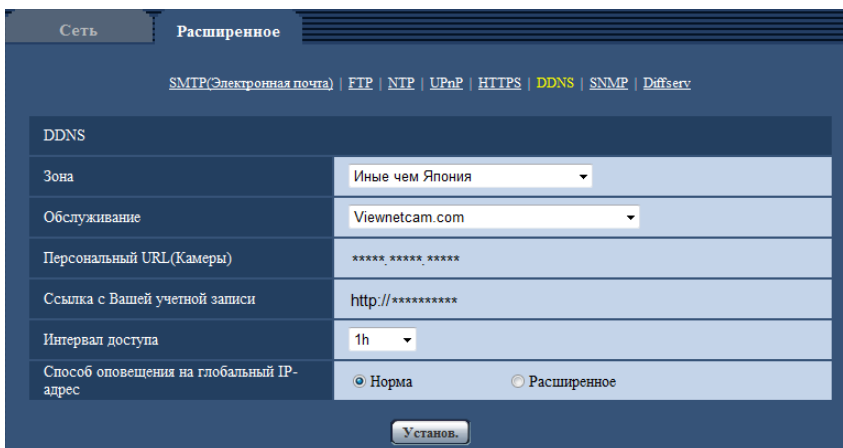 Сеть Расширенное
SMTP(Электронная почта) | FTP | NTP | UPnP | HTTPS | DDNS | SNMP | Diffserv
DDNS
Зона Иные чем Япония
Обслуживание Viewnetcam.com
Персональный URL(Камеры) *****.*****.*****
Ссылка с Вашей учетной записи http://**********
Интервал доступа 1h
Способ оповещения на глобальный IP-
адрес Норма Расширенное
Установ.